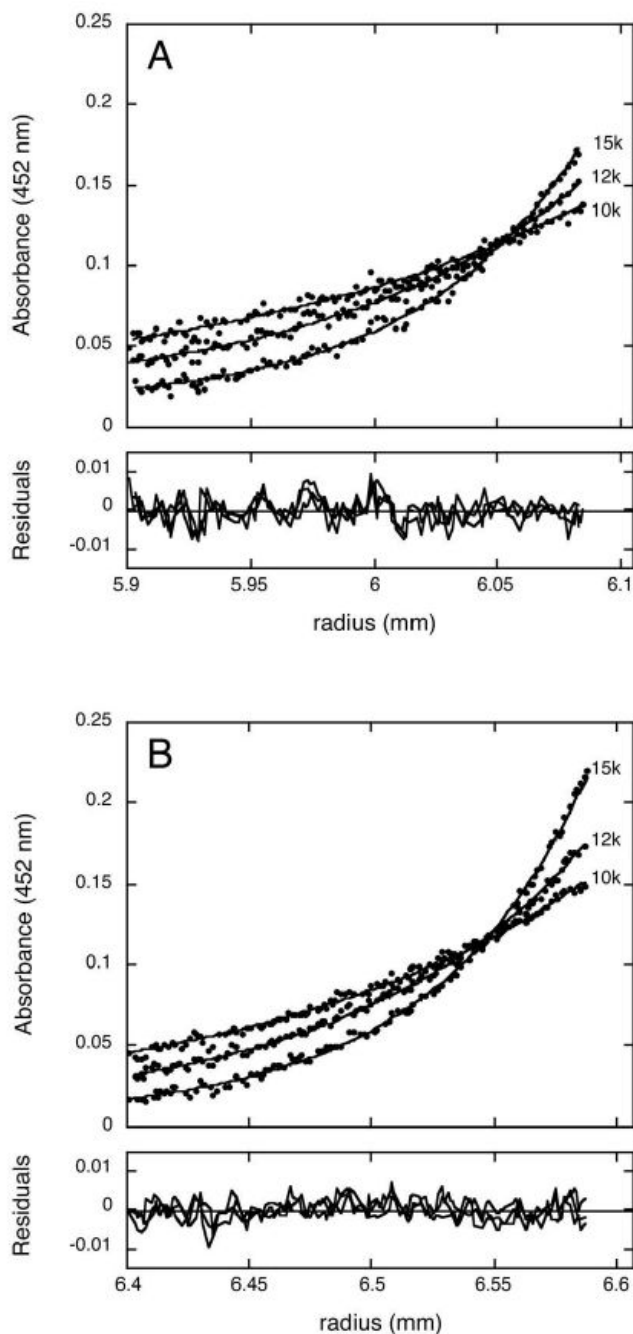 A
0.25
0.2
0.15
0.1
0.05
0
Absorbance (452 nm)
15k
12k
10k
0.01
0
-0.01
Residuals
5.9 5.95 6 6.05 6.1
radius (mm)
B
0.25
0.2
0.15
0.1
0.05
0
Absorbance (452 nm)
15k
12k
10k
0.01
0
-0.01
Residuals
6.4 6.45 6.5 6.55 6.6
radius (mm)